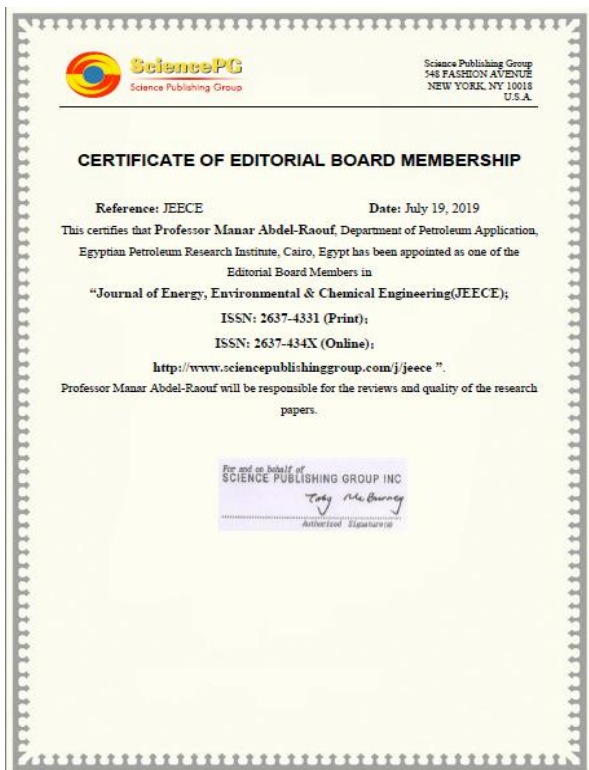 SciencePG
Science Publishing Group
Science Publishing Group
548 FASHION AVENUE
NEW YORK, NY 10018
U.S.A.
CERTIFICATE OF EDITORIAL BOARD MEMBERSHIP
Reference: JEECE Date: July 19, 2019
This certifies that Professor Manar Abdel-Raouf, Department of Petroleum Application,
Egyptian Petroleum Research Institute, Cairo, Egypt has been appointed as one of the
Editorial Board Members in
“Journal of Energy, Environmental & Chemical Engineering(JEECE);
ISSN: 2637-4331 (Print);
ISSN: 2637-434X (Online);
http://www.sciencepublishinggroup.com/j/jeece ”.
Professor Manar Abdel-Raouf will be responsible for the reviews and quality of the research
papers.
For and on behalf of
SCIENCE PUBLISHING GROUP INC
Toby McBurney
Authorized Signature(s)